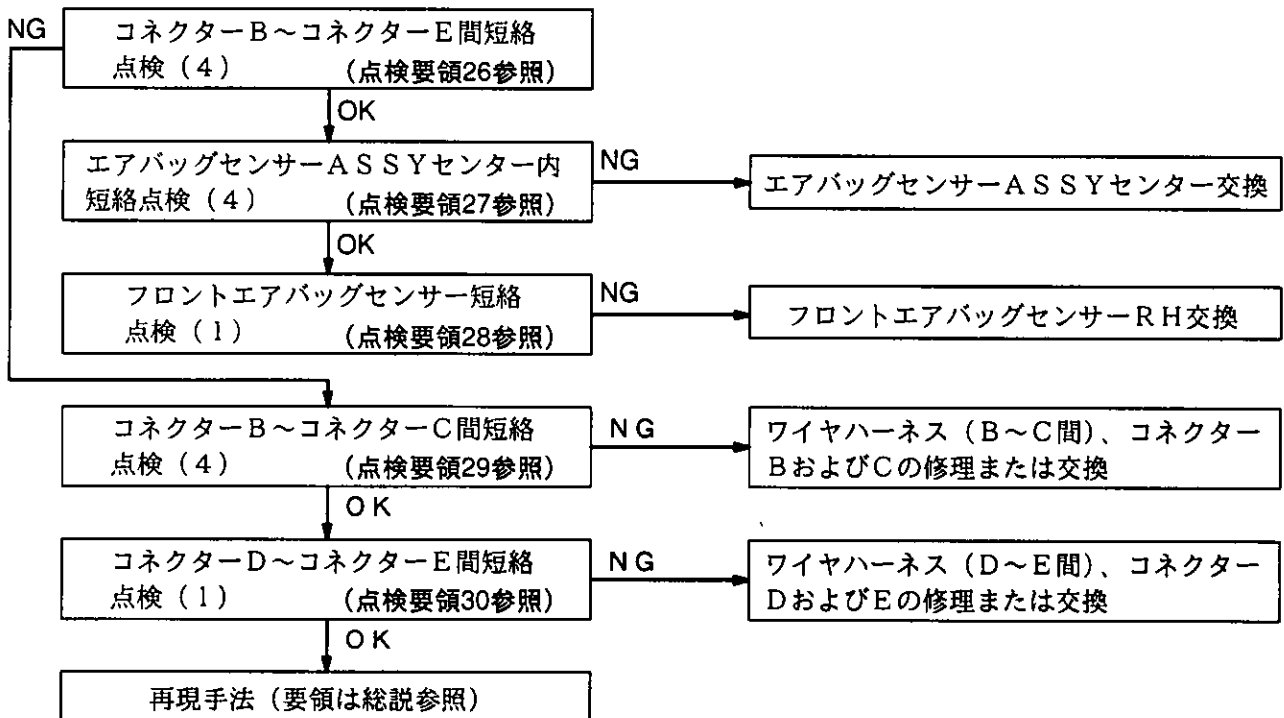 NG
コネクターB～コネクターE間短絡
点検（4） （点検要領26参照）
OK
エアバッグセンサーASSYセンター内
短絡点検（4） （点検要領27参照）
NG
エアバッグセンサーASSYセンター交換
OK
フロントエアバッグセンサー短絡
点検（1） （点検要領28参照）
NG
フロントエアバッグセンサーRH交換
コネクターB～コネクターC間短絡
点検（4） （点検要領29参照）
NG
ワイヤハーネス（B～C間）、コネクター
BおよびCの修理または交換
OK
コネクターD～コネクターE間短絡
点検（1） （点検要領30参照）
NG
ワイヤハーネス（D～E間）、コネクター
DおよびEの修理または交換
OK
再現手法（要領は総説参照）